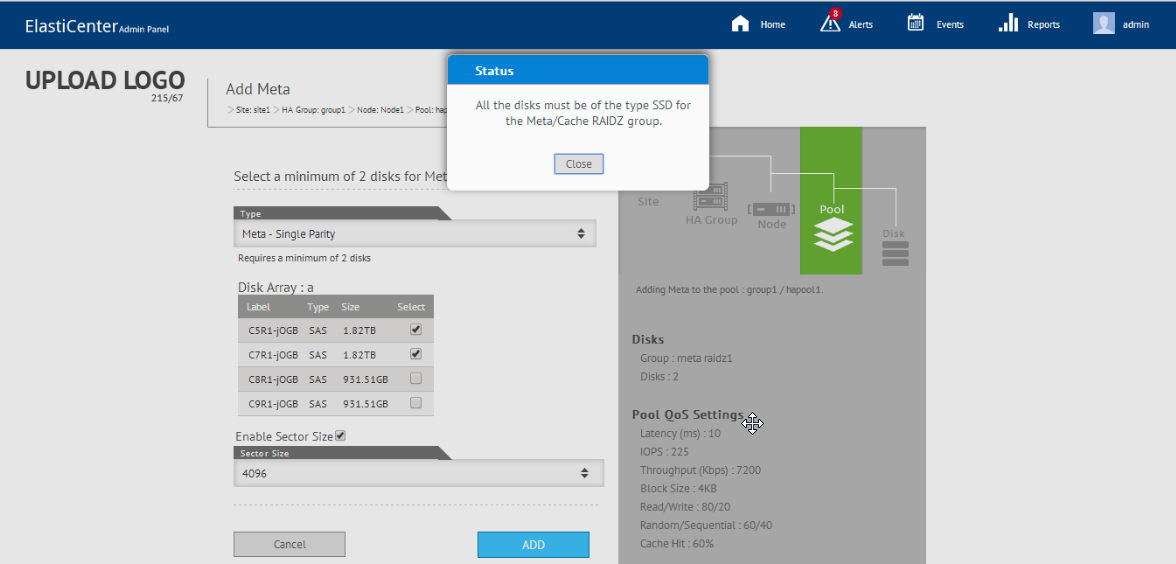 ElastiCenter Admin Panel
Home
8
Alerts
Events
Reports
admin
UPLOAD LOGO
215/67
Add Meta
> Site: site1 > HA Group: group1 > Node: Node1 > Pool:
Status
All the disks must be of the type SSD for
the Meta/Cache RAIDZ group.
Close
Select a minimum of 2 disks for
Type
Meta - Single Parity
Requires a minimum of 2 disks
Disk Array : a
Label Type Size Select
C5R1-jOGB SAS 1.82TB
C7R1-jOGB SAS 1.82TB
C8R1-jOGB SAS 931.51GB
C9R1-jOGB SAS 931.51GB
Enable Sector Size
Sector Size
4096
Cancel
ADD
Site
HA Group
Node
Pool
Disk
Adding Meta to the pool : group1 / hapool1.
Disks
Group : meta raidz1
Disks : 2
Pool QoS Settings
Latency (ms) : 10
IOPS : 225
Throughput (Kbps) : 7200
Block Size : 4KB
Read/Write : 80/20
Random/Sequential : 60/40
Cache Hit : 60%